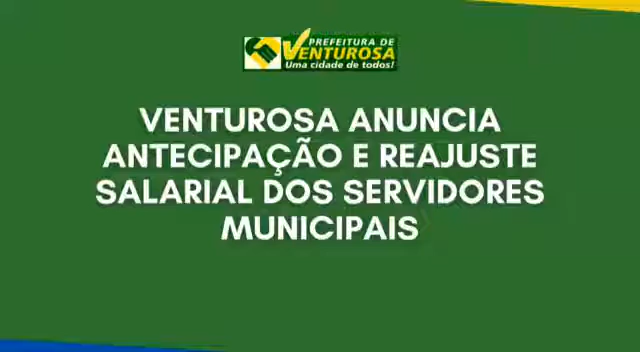 PREFEITURA DE
VENTUROSA
Uma cidade de todos!
VENTUROSA ANUNCIA
ANTECIPAÇÃO E REAJUSTE
SALARIAL DOS SERVIDORES
MUNICIPAIS